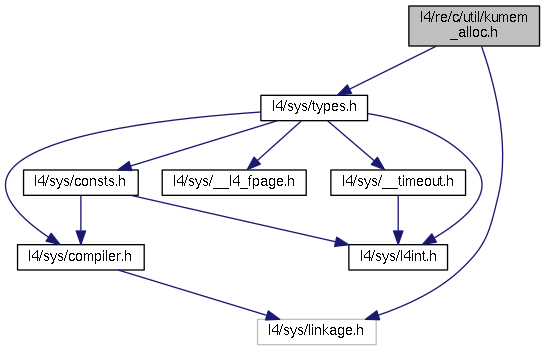 l4/re/c/util/kumem
_alloc.h
l4/sys/types.h
l4/sys/consts.h
l4/sys/__l4_fpage.h
l4/sys/__timeout.h
l4/sys/compiler.h
l4/sys/l4int.h
l4/sys/linkage.h